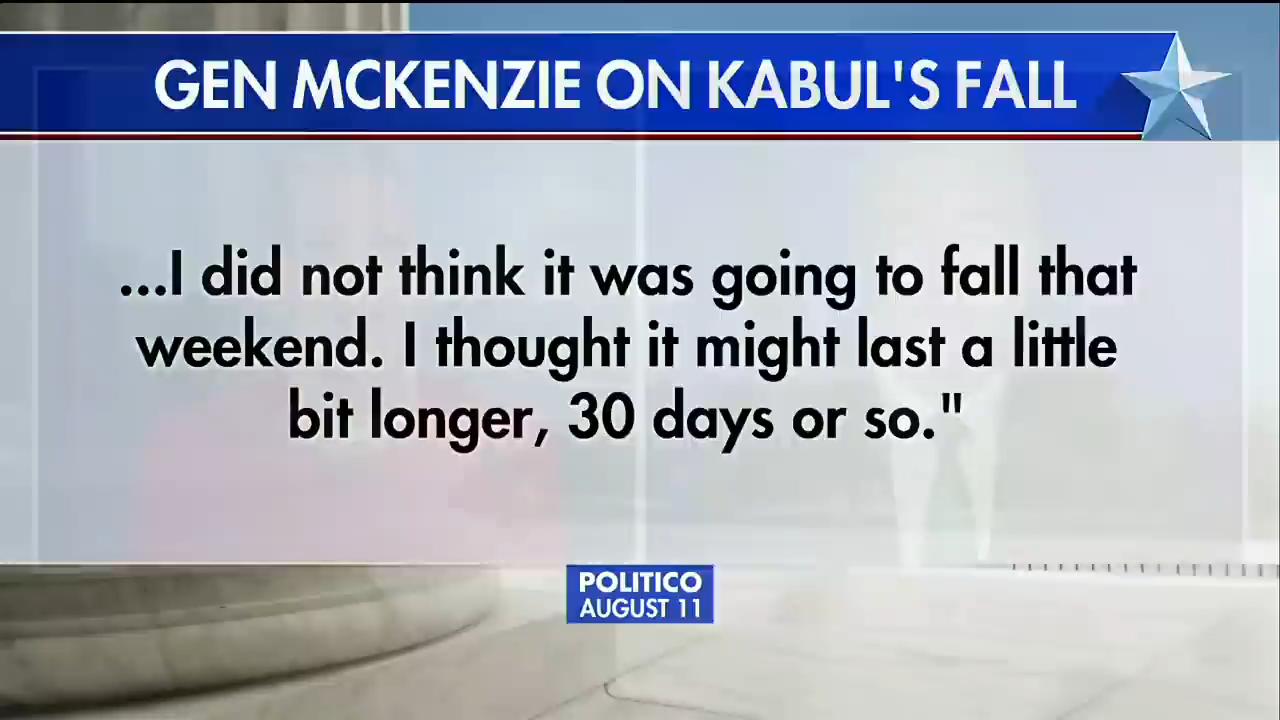 GEN MCKENZIE ON KABUL'S FALL
...I did not think it was going to fall that
weekend. I thought it might last a little
bit longer, 30 days or so."
POLITICO
AUGUST 11